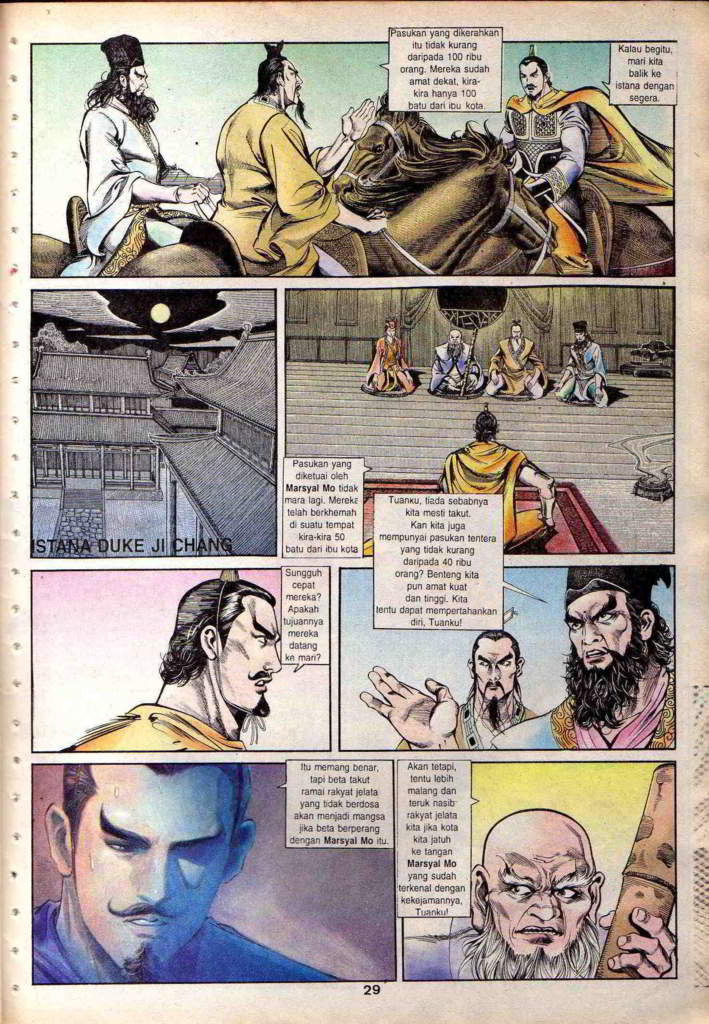 Pasukan yang dikerahkan
itu tidak kurang
daripada 100 ribu
orang. Mereka sudah
amat dekat, kira-
kira hanya 100
batu dari ibu kota.
Kalau begitu,
mari kita
balik ke
istana dengan
segera.
ISTANA DUKE JI CHANG
Pasukan yang
diketuai oleh
Marsyal Mo tidak
mara lagi. Mereka
telah berkhemah
di suatu tempat
kira-kira 50
batu dari ibu kota
Tuanku, tiada sebabnya
kita mesti takut.
Kan kita juga
mempunyai pasukan tentera
yang tidak kurang
daripada 40 ribu
orang? Benteng kita
pun amat kuat
dan tinggi. Kita
tentu dapat mempertahankan
diri, Tuanku!
Sungguh
cepat
mereka?
Apakah
tujuannya
mereka
datang
ke mari?
Itu memang benar,
tapi beta takut
ramai rakyat jelata
yang tidak berdosa
akan menjadi mangsa
jika beta berperang
dengan Marsyal Mo itu.
Akan tetapi,
tentu lebih
malang dan
teruk nasib
rakyat jelata
kita jika kota
kita jatuh
ke tangan
Marsyal Mo
yang sudah
terkenal dengan
kekejamannya,
Tuanku!
29